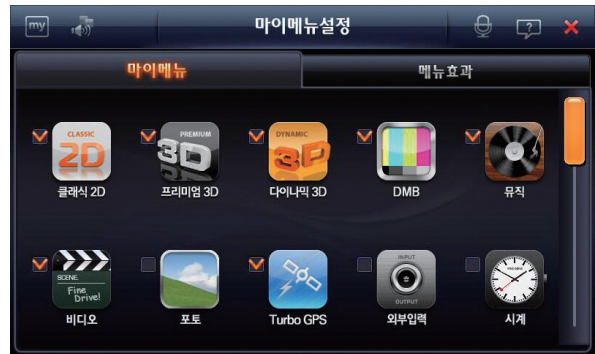 my 마이메뉴설정 ?
마이메뉴 메뉴효과
CLASSIC PREMIUM DYNAMIC
2D 3D 3D
클래식 2D 프리미엄 3D 다이나믹 3D DMB 뮤직
SCENE
Fine
Drive!
INPUT
OUTPUT
비디오 포토 Turbo GPS 외부입력 시계